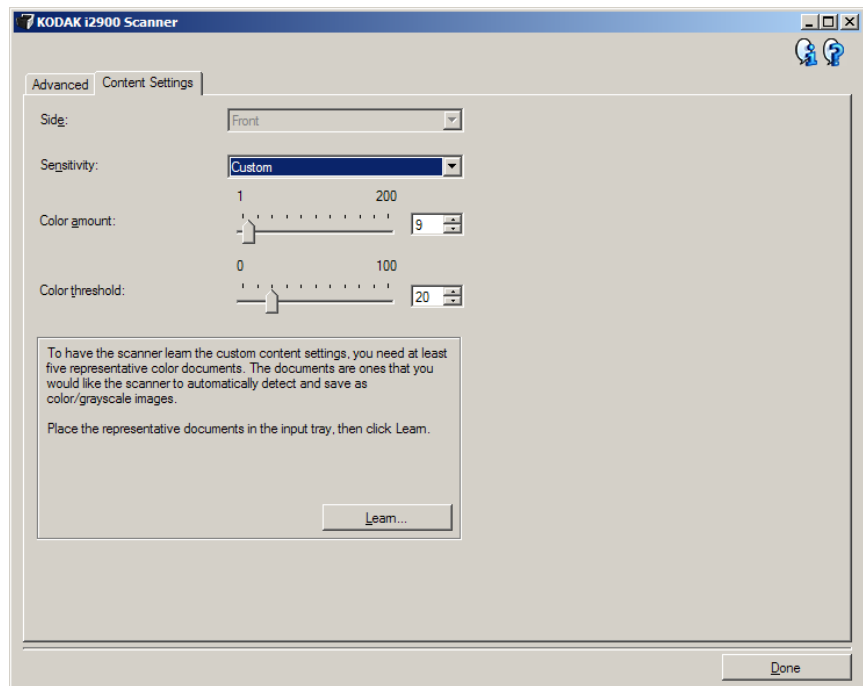 KODAK i2900 Scanner
Advanced
Content Settings
Side:
Front
Sensitivity:
Custom
1 200
Color amount:
9
0 100
Color threshold:
20
To have the scanner learn the custom content settings, you need at least
five representative color documents. The documents are ones that you
would like the scanner to automatically detect and save as
color/grayscale images.
Place the representative documents in the input tray, then click Learn.
Learn...
Done